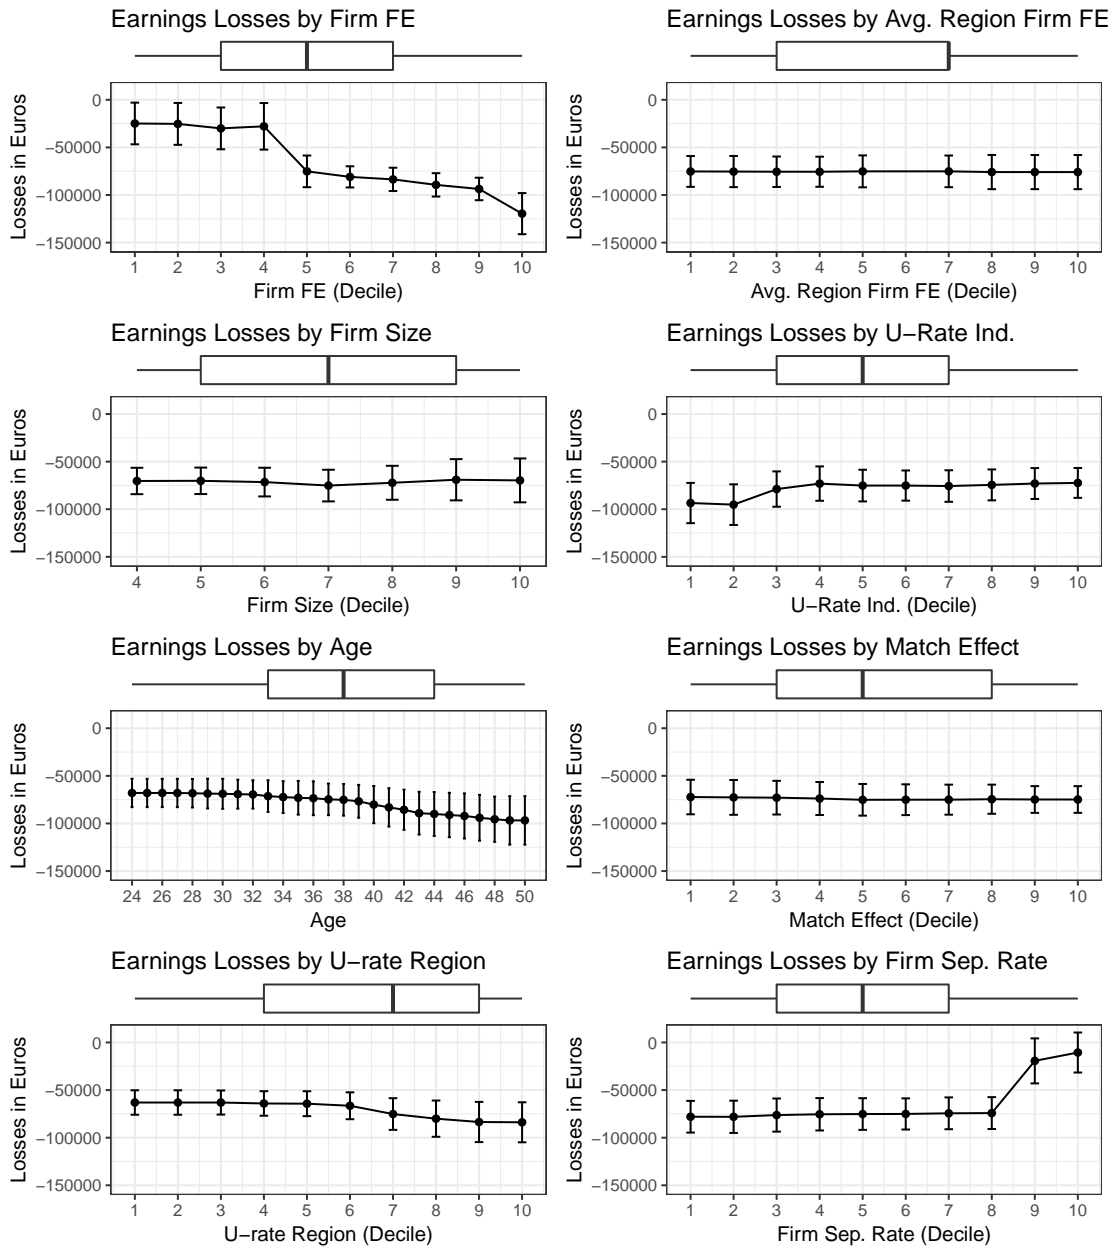 Earnings Losses by Firm FE
Losses in Euros
0
−50000
−100000
−150000
1 2 3 4 5 6 7 8 9 10
Firm FE (Decile)
Earnings Losses by Avg. Region Firm FE
Losses in Euros
0
−50000
−100000
−150000
1 2 3 4 5 6 7 8 9 10
Avg. Region Firm FE (Decile)
Earnings Losses by Firm Size
Losses in Euros
0
−50000
−100000
−150000
4 5 6 7 8 9 10
Firm Size (Decile)
Earnings Losses by U−Rate Ind.
Losses in Euros
0
−50000
−100000
−150000
1 2 3 4 5 6 7 8 9 10
U−Rate Ind. (Decile)
Earnings Losses by Age
Losses in Euros
0
−50000
−100000
−150000
24 26 28 30 32 34 36 38 40 42 44 46 48 50
Age
Earnings Losses by Match Effect
Losses in Euros
0
−50000
−100000
−150000
1 2 3 4 5 6 7 8 9 10
Match Effect (Decile)
Earnings Losses by U−rate Region
Losses in Euros
0
−50000
−100000
−150000
1 2 3 4 5 6 7 8 9 10
U−rate Region (Decile)
Earnings Losses by Firm Sep. Rate
Losses in Euros
0
−50000
−100000
−150000
1 2 3 4 5 6 7 8 9 10
Firm Sep. Rate (Decile)